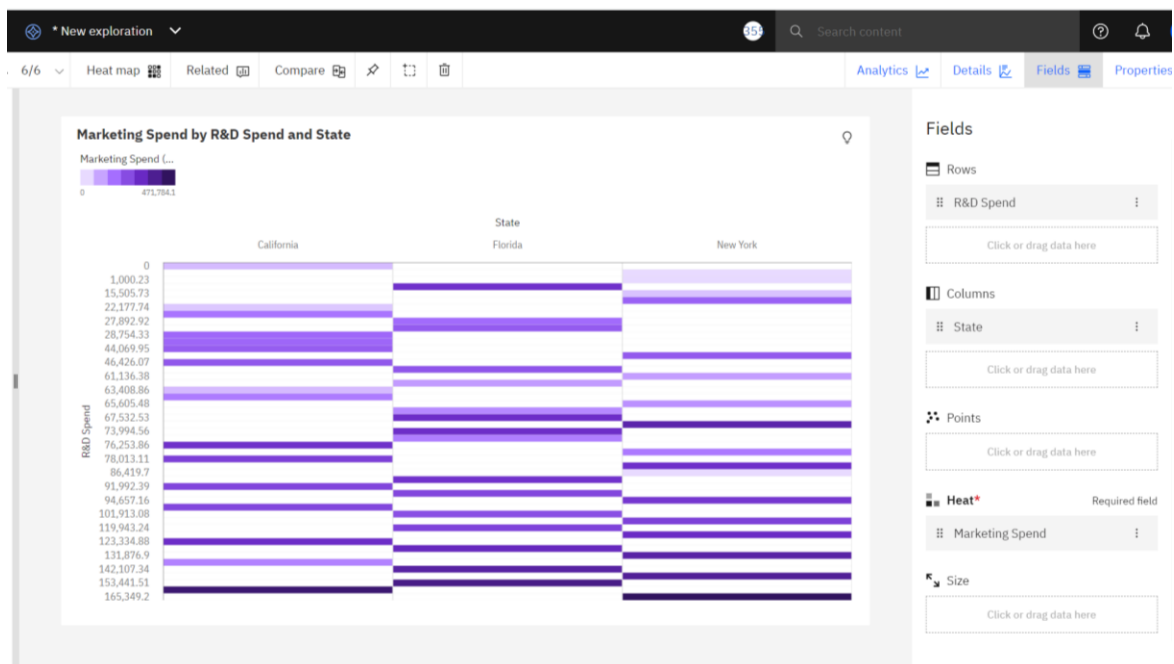 * New exploration
355
Search content
6/6
Heat map
Related
Compare
Analytics
Details
Fields
Properties
Marketing Spend by R&D Spend and State
Marketing Spend (...
0
471,784.1
State
California
Florida
New York
R&D Spend
0
1,000.23
15,505.73
22,177.74
27,892.92
28,754.33
44,069.95
46,426.07
61,136.38
63,408.86
65,605.48
67,532.53
73,994.56
76,253.86
78,013.11
86,419.7
91,992.39
94,657.16
101,913.08
119,943.24
123,334.88
131,876.9
142,107.34
153,441.51
165,349.2
Fields
Rows
R&D Spend
Click or drag data here
Columns
State
Click or drag data here
Points
Click or drag data here
Heat*
Required field
Marketing Spend
Size
Click or drag data here